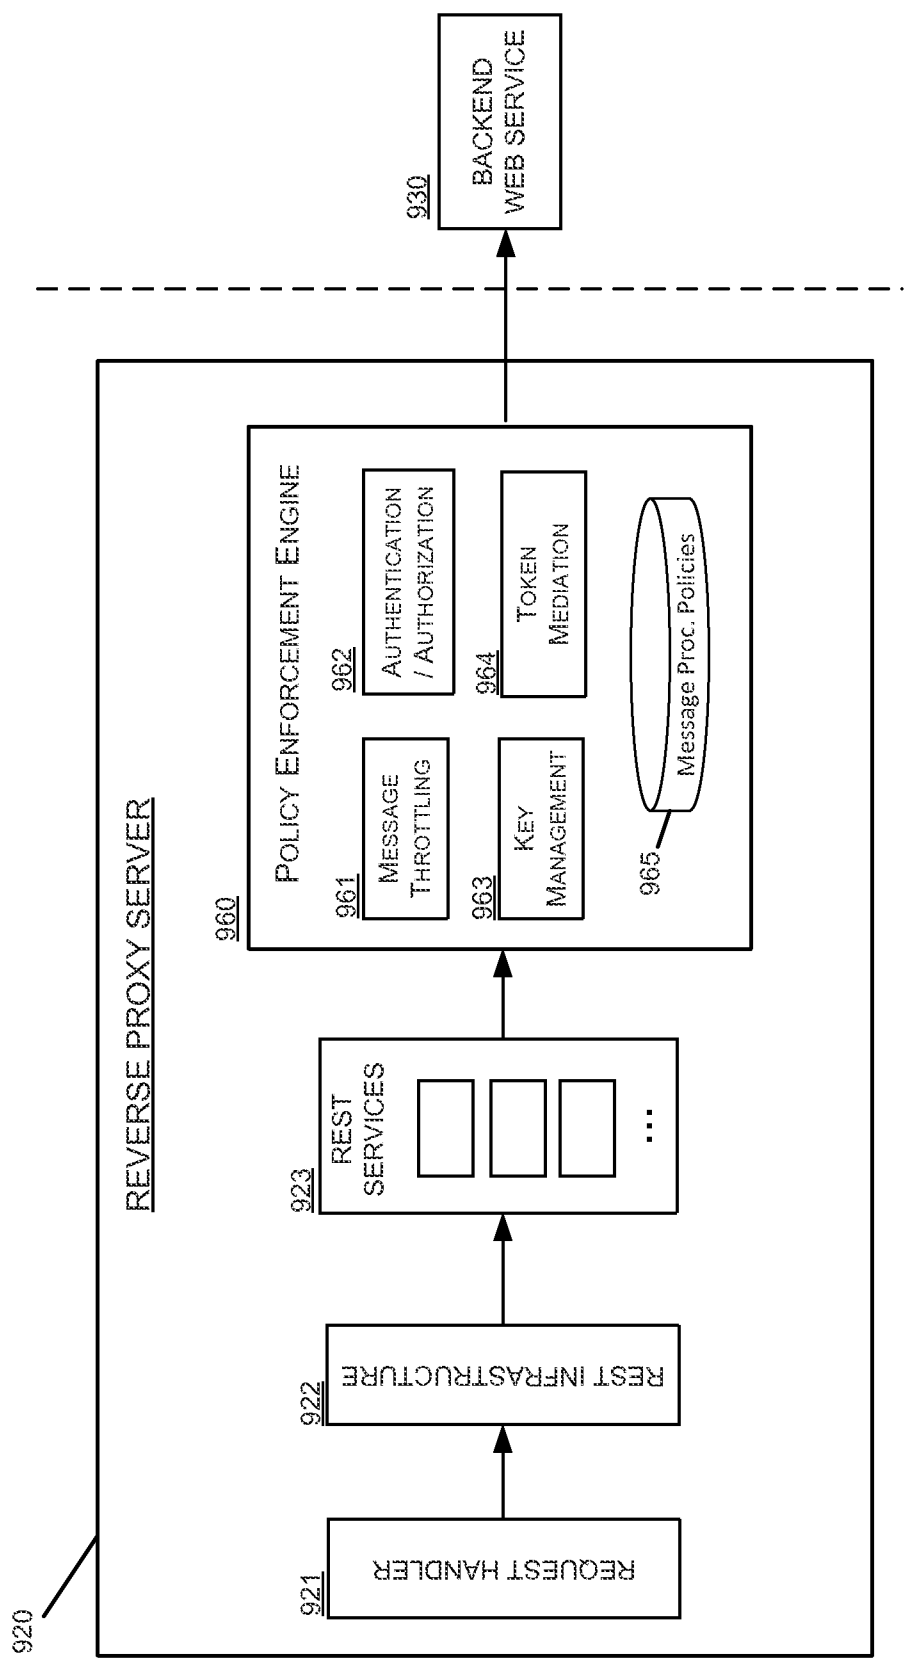 920
REVERSE PROXY SERVER
921
REQUEST HANDLER
922
REST INFRASTRUCTURE
923
REST
SERVICES
...
960
POLICY ENFORCEMENT ENGINE
961
MESSAGE
THROTTLING
962
AUTHENTICATION
/ AUTHORIZATION
963
KEY
MANAGEMENT
964
TOKEN
MEDIATION
965
Message Proc. Policies
930
BACKEND
WEB SERVICE